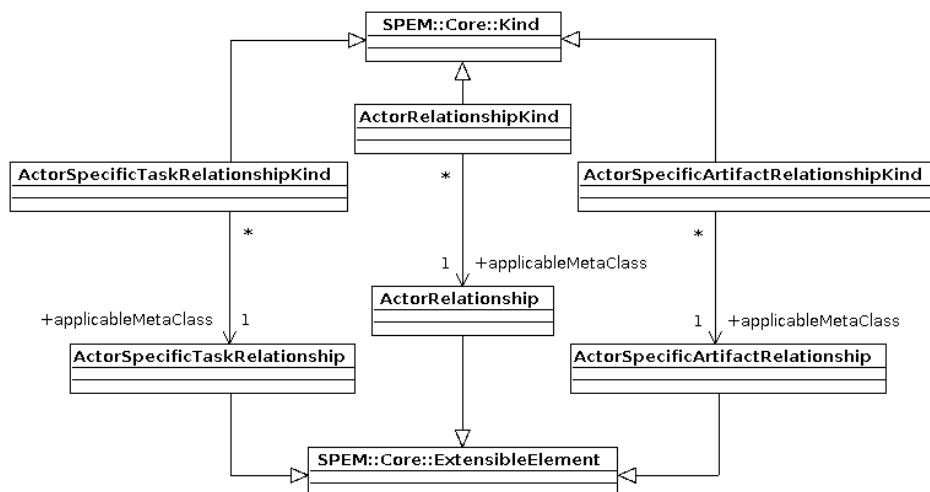 SPEM::Core::Kind
ActorRelationshipKind
ActorSpecificTaskRelationshipKind
ActorSpecificArtifactRelationshipKind
*
*
*
1 +applicableMetaClass
ActorRelationship
+applicableMetaClass 1
1 +applicableMetaClass
ActorSpecificTaskRelationship
ActorSpecificArtifactRelationship
SPEM::Core::ExtensibleElement